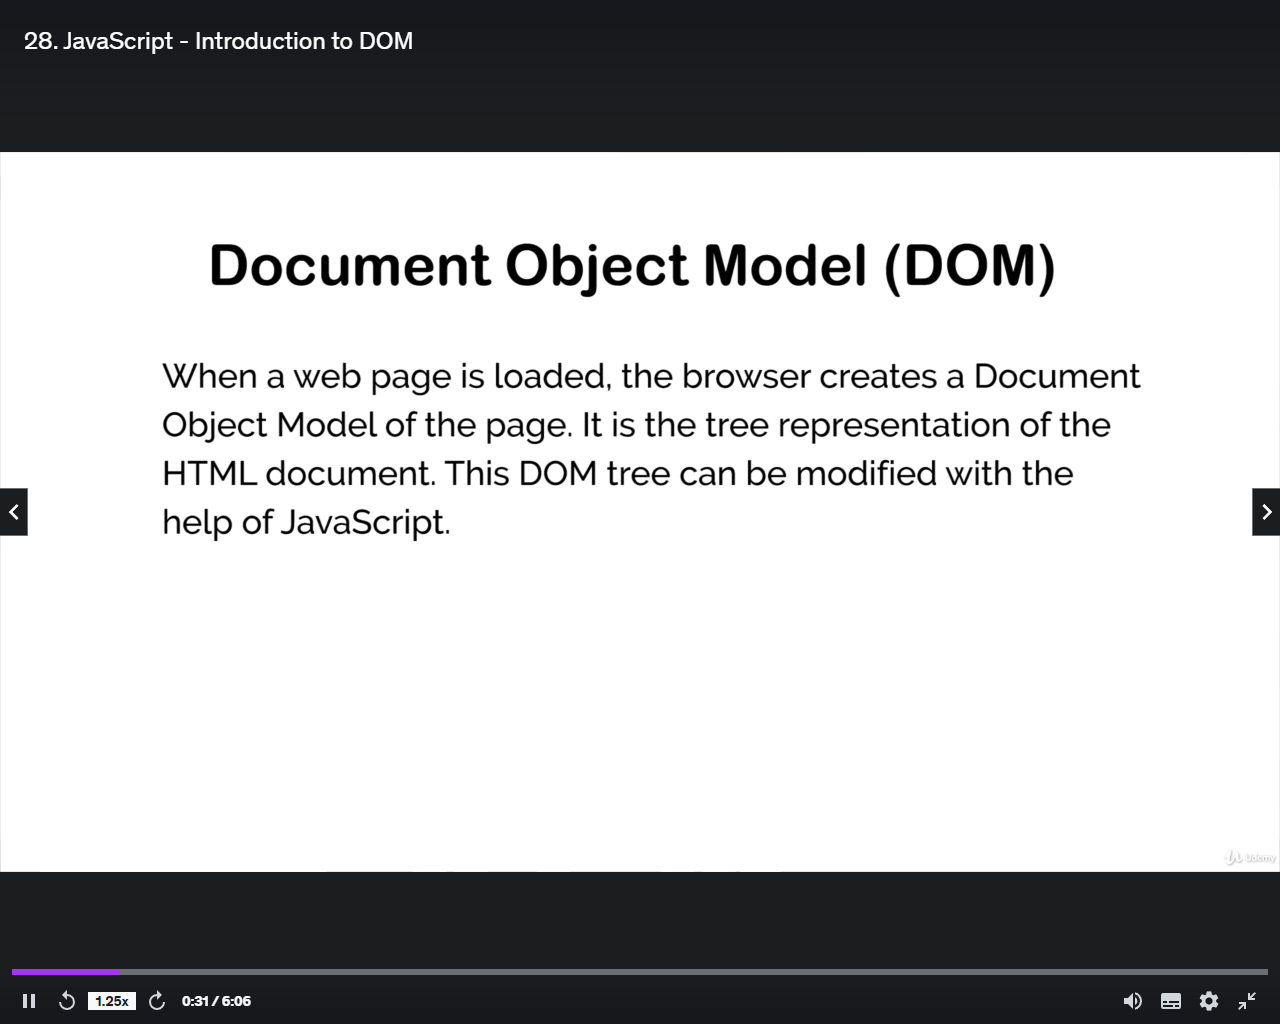 28. JavaScript - Introduction to DOM
Document Object Model (DOM)
When a web page is loaded, the browser creates a Document
Object Model of the page. It is the tree representation of the
HTML document. This DOM tree can be modified with the
help of JavaScript.
Udemy
1.25x 0:31 / 6:06